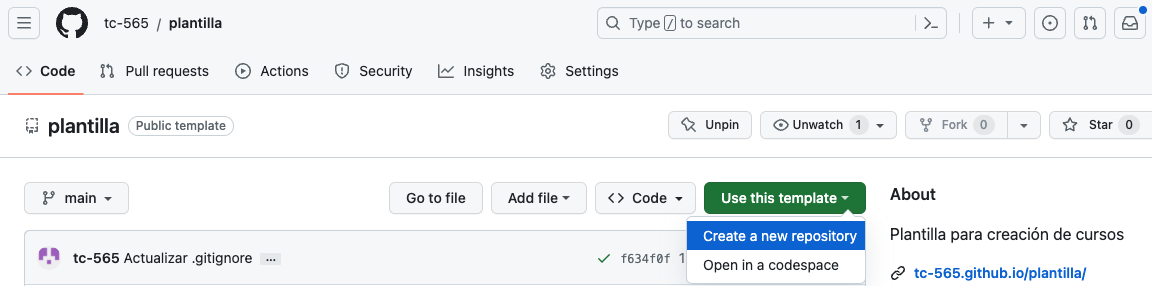 tc-565 / plantilla
Type / to search
Code Pull requests Actions Security Insights Settings
plantilla Public template
Unpin Unwatch 1 Fork 0 Star 0
main Go to file Add file Code Use this template
About
Create a new repository
Open in a codespace
Plantilla para creación de cursos
tc-565 Actualizar .gitignore ... f634f0f
tc-565.github.io/plantilla/